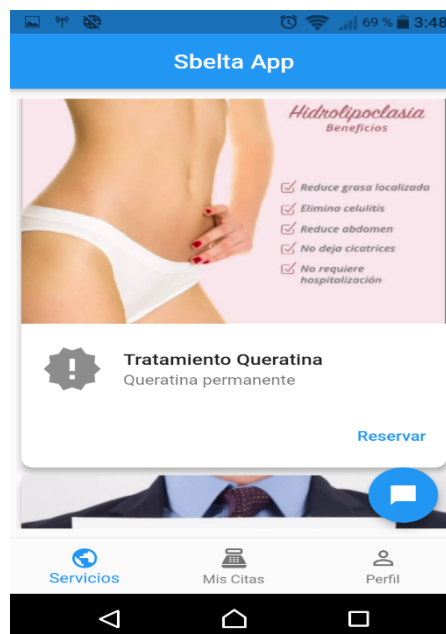 69 % 3:48
Sbelta App
Hidrolipoclasia
Beneficios
Reduce grasa localizada
Elimina celulitis
Reduce abdomen
No deja cicatrices
No requiere
hospitalización
Tratamiento Queratina
Queratina permanente
Reservar
Servicios
Mis Citas
Perfil